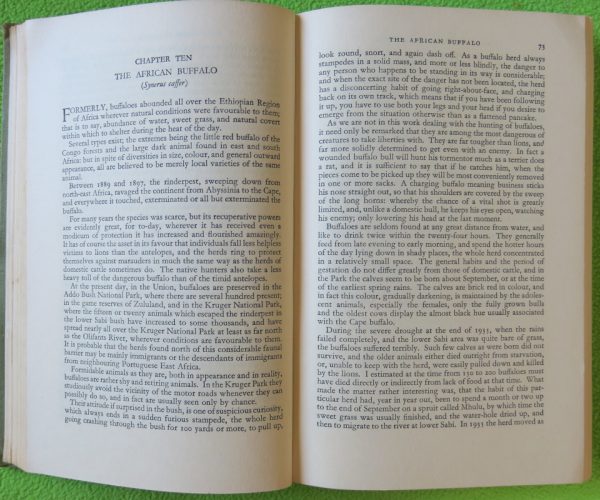 CHAPTER TEN
THE AFRICAN BUFFALO
(Syncrus caffer)
FORMERLY, buffaloes abounded all over the Ethiopian Region
of Africa wherever natural conditions were favourable to them;
that is to say, abundance of water, sweet grass, and natural covert
within which to shelter during the heat of the day.
Several types exist; the extremes being the little red buffalo of the
Congo forests and the large dark animal found in east and south
Africa: but in spite of diversities in size, colour, and general outward
appearance, all are believed to be merely local varieties of the same
animal.
Between 1889 and 1897, the rinderpest, sweeping down from
north-east Africa, ravaged the continent from Abyssinia to the Cape,
and everywhere it touched, exterminated or all but exterminated the
buffalo.
For many years the species was scarce, but its recuperative powers
are evidently great, for to-day, wherever it has received even a
modicum of protection it has increased and flourished amazingly.
It has of course the asset in its favour that individuals fall less helpless
victims to lions than the antelopes, and the herds ring to protect
themselves against marauders in much the same way as the herds of
domestic cattle sometimes do. The native hunters also take a less
heavy toll of the dangerous buffalo than of the timid antelopes.
At the present day, in the Union, buffaloes are preserved in the
Addo Bush National Park, where there are several hundred present;
in the game reserves of Zululand, and in the Kruger National Park,
where the fifteen or twenty animals which escaped the rinderpest in
the lower Sabi bush have increased to some thousands, and have
spread nearly all over the Kruger National Park at least as far north
as the Olifants River, wherever conditions are favourable to them.
It is probable that the herds found north of this considerable faunal
barrier may be mainly immigrants or the descendants of immigrants
from neighbouring Portuguese East Africa.
Formidable animals as they are, both in appearance and in reality,
buffaloes are rather shy and retiring animals. In the Kruger Park they
studiously avoid the vicinity of the motor roads whenever they can
possibly do so, and in fact are usually seen only by chance.
Their attitude if surprised in the bush, is one of suspicious curiosity,
which always ends in a sudden furious stampede, the whole herd
going crashing through the bush for 100 yards or more, to pull up,
THE AFRICAN BUFFALO 73
look round, snort, and again dash off. As a buffalo herd always
stampedes in a solid mass, and more or less blindly, the danger to
any person who happens to be standing in its way is considerable;
and when the exact site of the danger has not been located, the herd
has a disconcerting habit of going right-about-face, and charging
back on its own track, which means that if you have been following
it up, you have to use both your legs and your head if you desire to
emerge from the situation otherwise than as a flattened pancake.
As we are not in this work dealing with the hunting of buffaloes,
it need only be remarked that they are among the most dangerous of
creatures to take liberties with. They are far tougher than lions, and
far more solidly determined to get even with an enemy. In fact a
wounded buffalo bull will hunt his tormentor much as a terrier does
a rat, and it is sufficient to say that if he catches him, when the
pieces come to be picked up they will be most conveniently removed
in one or more sacks. A charging buffalo meaning business sticks
his nose straight out, so that his shoulders are covered by the sweep
of the long horns: whereby the chance of a vital shot is greatly
limited, and, unlike a domestic bull, he keeps his eyes open, watching
his enemy; only lowering his head at the last moment.
Buffaloes are seldom found at any great distance from water, and
like to drink twice within the twenty-four hours. They generally
feed from late evening to early morning, and spend the hotter hours
of the day lying down in shady places, the whole herd concentrated
in a relatively small space. The general habits and the period of
gestation do not differ greatly from those of domestic cattle, and in
the Park the calves seem to be born about September, or at the time
of the earliest spring rains. The calves are brick red in colour, and
in fact this colour, gradually darkening, is maintained by the adoles-
cent animals, especially the females, only the fully grown bulls
and the oldest cows display the almost black hue usually associated
with the Cape buffalo.
During the severe drought at the end of 1935, when the rains
failed completely, and the lower Sabi area was quite bare of grass,
the buffaloes suffered terribly. Such few calves as were born did not
survive, and the older animals either died outright from starvation,
or, unable to keep with the herd, were easily pulled down and killed
by the lions. I estimated at the time from 150 to 200 buffaloes must
have died directly or indirectly from lack of food at that time. What
made the matter rather interesting was, that the habit of this par-
ticular herd had, year in year out, been to spend a month or two up
to the end of September on a spruit called Mhalu, by which time the
sweet grass was usually finished, and the water-hole dried up, and
then to migrate to the river at lower Sabi. In 1935 the herd moved as